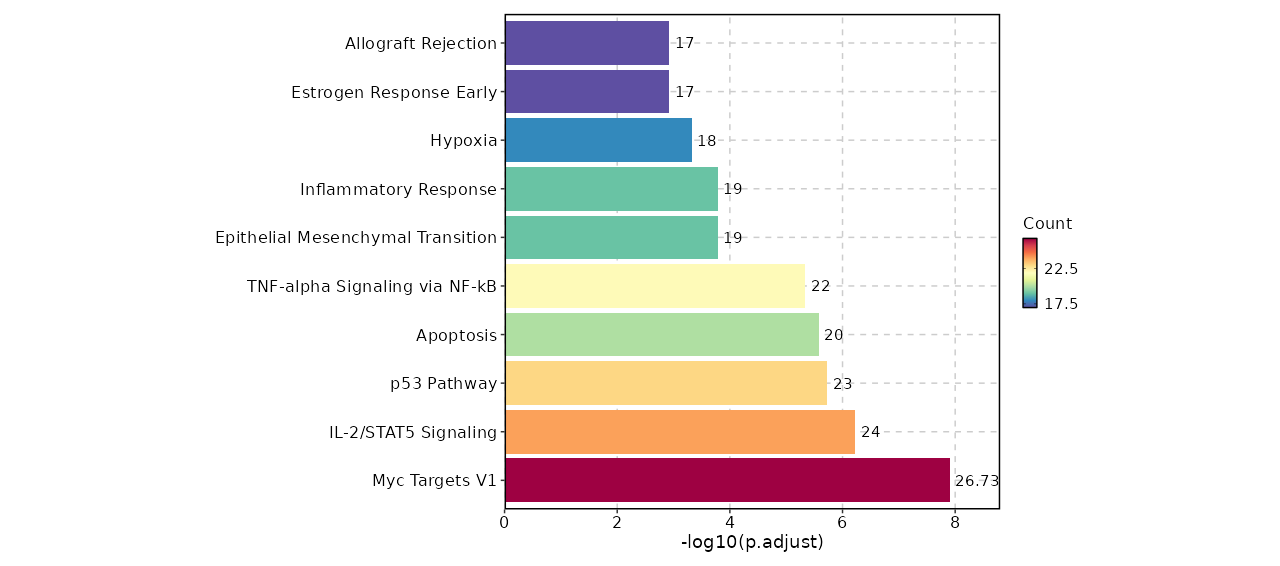 Allograft Rejection 17
Estrogen Response Early 17
Hypoxia 18
Inflammatory Response 19
Epithelial Mesenchymal Transition 19
TNF-alpha Signaling via NF-kB 22
Apoptosis 20
p53 Pathway 23
IL-2/STAT5 Signaling 24
Myc Targets V1 26.73
0 2 4 6 8
-log10(p.adjust)
Count
22.5
17.5